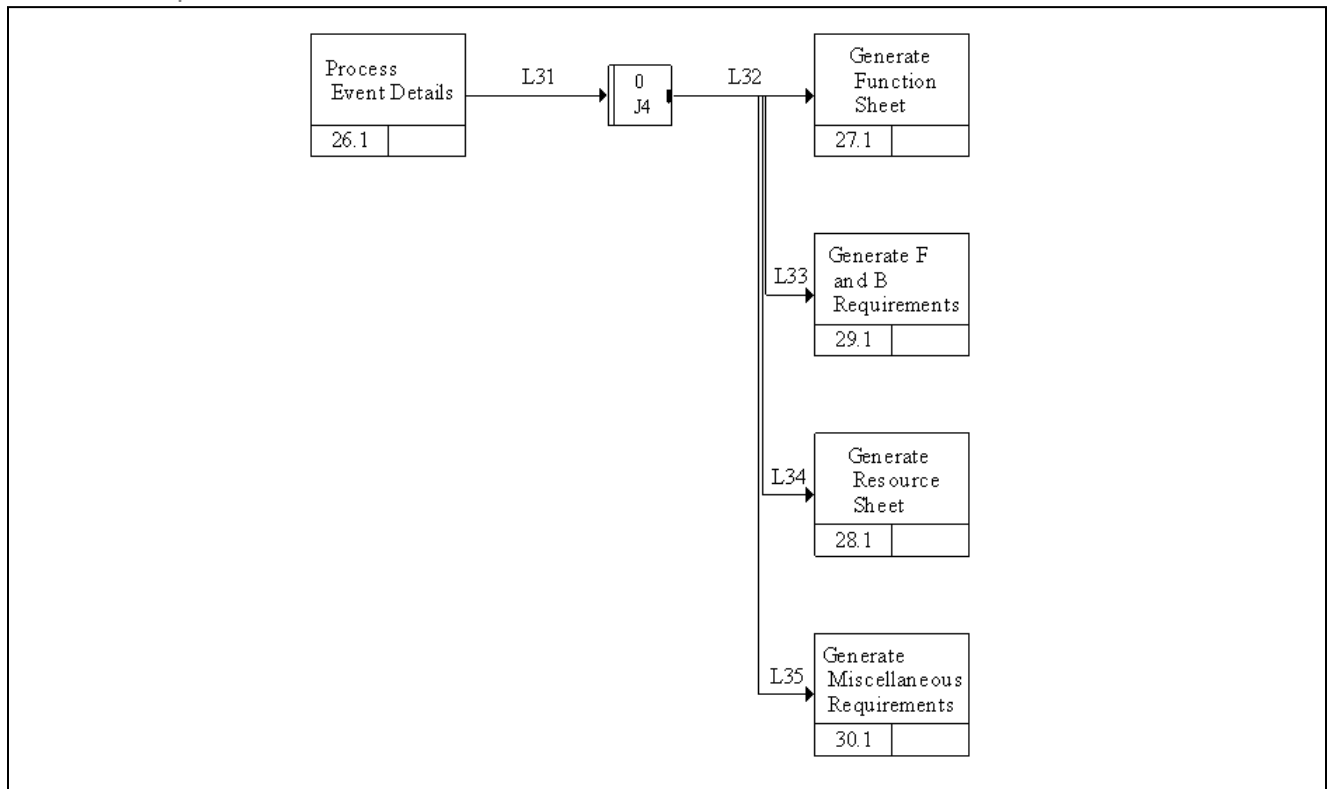 Process
Event Details
26.1
L31
0
J4
L32
Generate
Function
Sheet
27.1
L33
Generate F
and B
Requirements
29.1
L34
Generate
Resource
Sheet
28.1
L35
Generate
Miscellaneous
Requirements
30.1